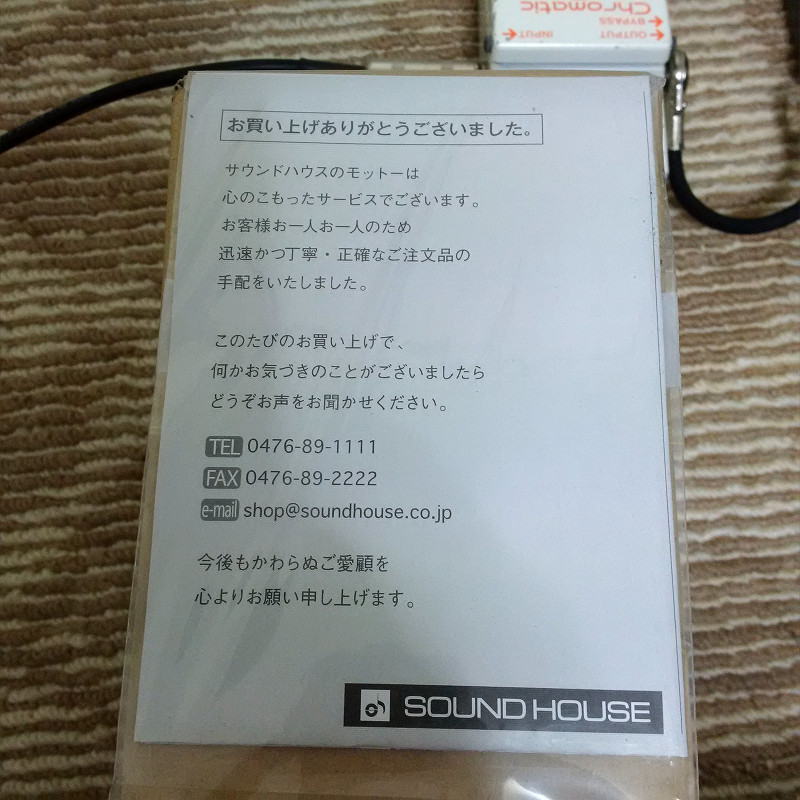 Chromatic
BYPASS
OUTPUT
INPUT
お買い上げありがとうございました。
サウンドハウスのモットーは
心のこもったサービスでございます。
お客様お一人お一人のため
迅速かつ丁寧・正確なご注文品の
手配をいたしました。
このたびのお買い上げで、
何かお気づきのことがございましたら
どうぞお声をお聞かせください。
TEL 0476-89-1111
FAX 0476-89-2222
e-mail shop@soundhouse.co.jp
今後もかわらぬご愛顧を
心よりお願い申し上げます。
SOUND HOUSE